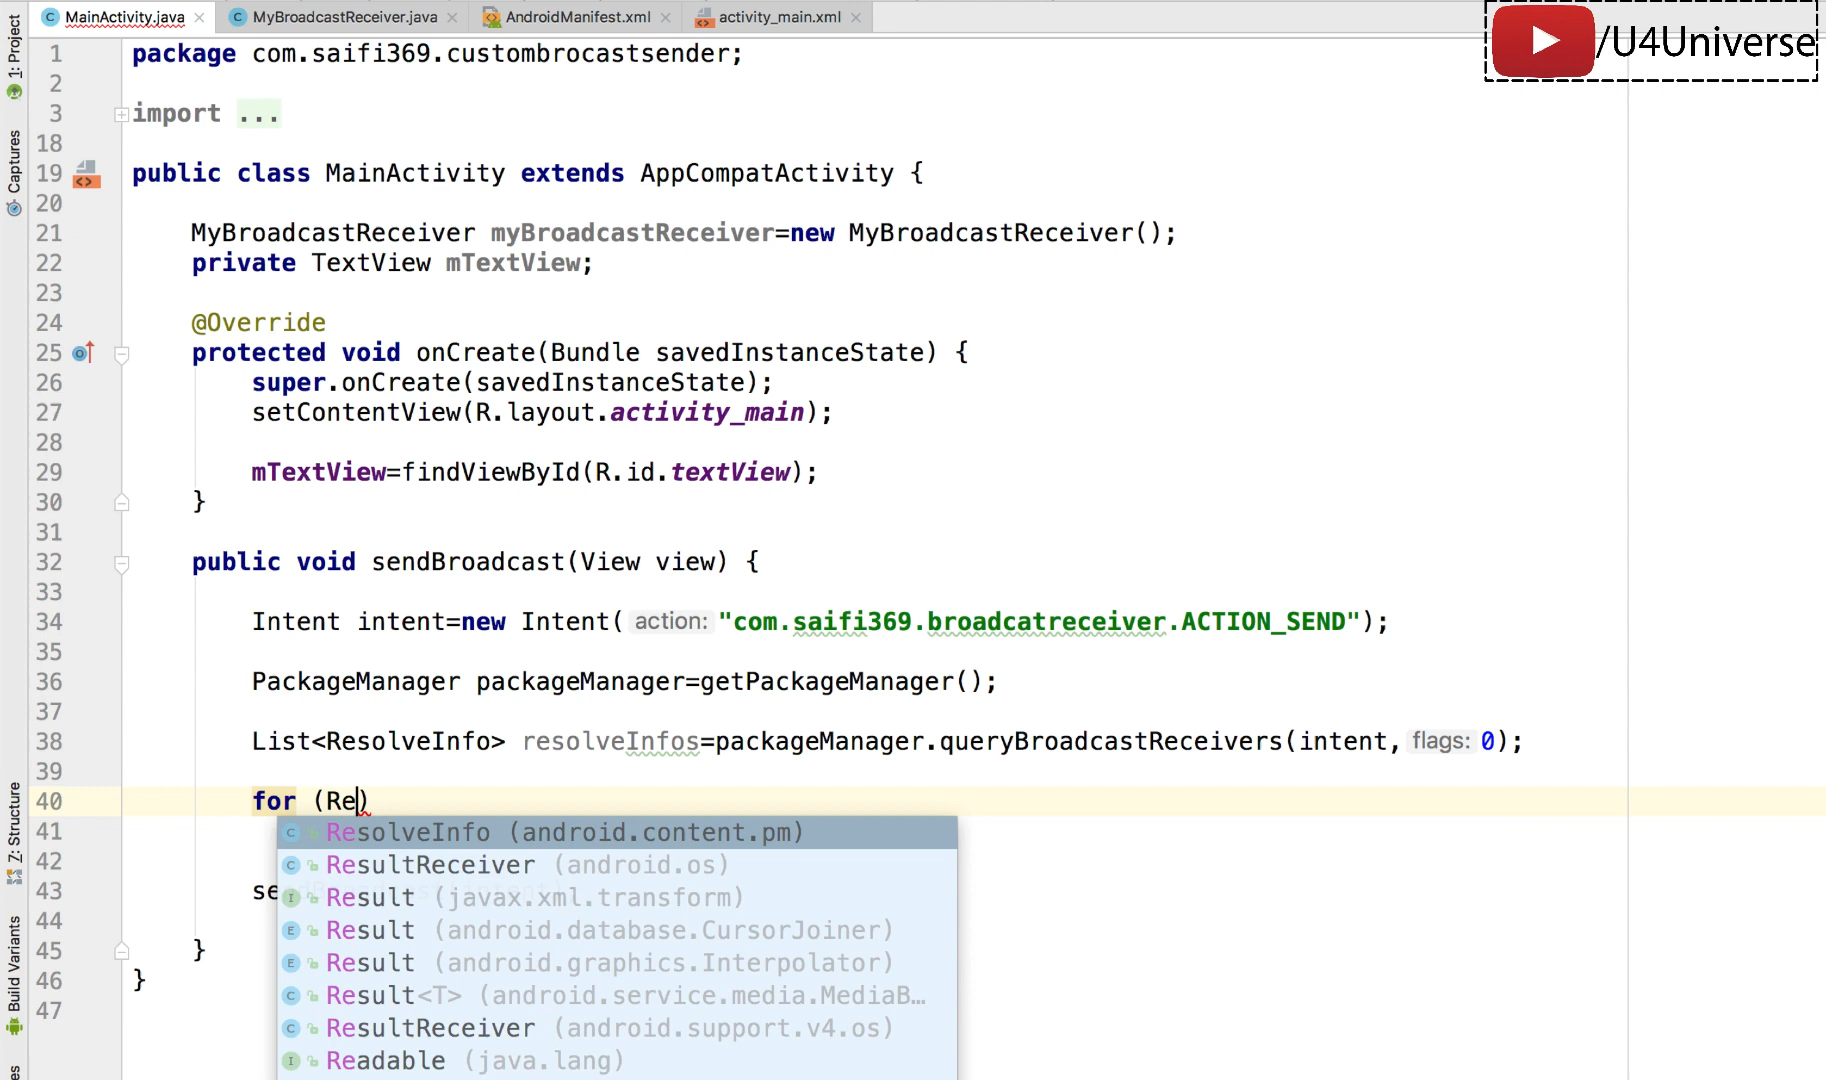 MainActivity.java × MyBroadcastReceiver.java × AndroidManifest.xml × activity_main.xml ×
/U4Universe
1: Project
Captures
Z: Structure
Build Variants
1 package com.saifi369.custombrocastsender;
2
3 import ...
18
19 public class MainActivity extends AppCompatActivity {
20
21 MyBroadcastReceiver myBroadcastReceiver=new MyBroadcastReceiver();
22 private TextView mTextView;
23
24 @Override
25 protected void onCreate(Bundle savedInstanceState) {
26 super.onCreate(savedInstanceState);
27 setContentView(R.layout.activity_main);
28
29 mTextView=findViewById(R.id.textView);
30 }
31
32 public void sendBroadcast(View view) {
33
34 Intent intent=new Intent( action: "com.saifi369.broadcatreceiver.ACTION_SEND");
35
36 PackageManager packageManager=getPackageManager();
37
38 List<ResolveInfo> resolveInfos=packageManager.queryBroadcastReceivers(intent, flags: 0);
39
40 for (Re)
41
42
43 se
44
45 }
46 }
47
ResolveInfo (android.content.pm)
ResultReceiver (android.os)
Result (javax.xml.transform)
Result (android.database.CursorJoiner)
Result (android.graphics.Interpolator)
Result<T> (android.service.media.MediaB…
ResultReceiver (android.support.v4.os)
Readable (java.lang)